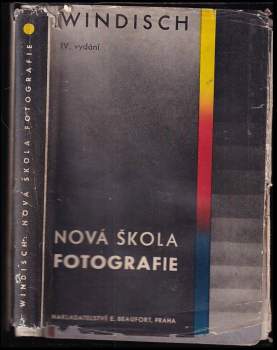 WINDISCH
IV. vydání
NOVÁ ŠKOLA
FOTOGRAFIE
NAKLADATELSTVÍ E. BEAUFORT, PRAHA
WINDISCH: NOVÁ ŠKOLA FOTOGRAFIE